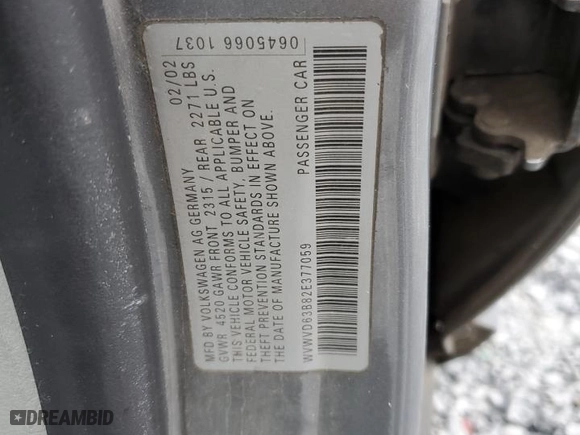 MFD BY VOLKSWAGEN AG GERMANY 02/02
GVWR 4520 GAWR FRONT 2315 / REAR 2271 LBS
THIS VEHICLE CONFORMS TO ALL APPLICABLE U.S.
FEDERAL MOTOR VEHICLE SAFETY, BUMPER AND
THEFT PREVENTION STANDARDS IN EFFECT ON
THE DATE OF MANUFACTURE SHOWN ABOVE.
WVWVD63B82E377059 PASSENGER CAR
0645066 1037
DREAMBID